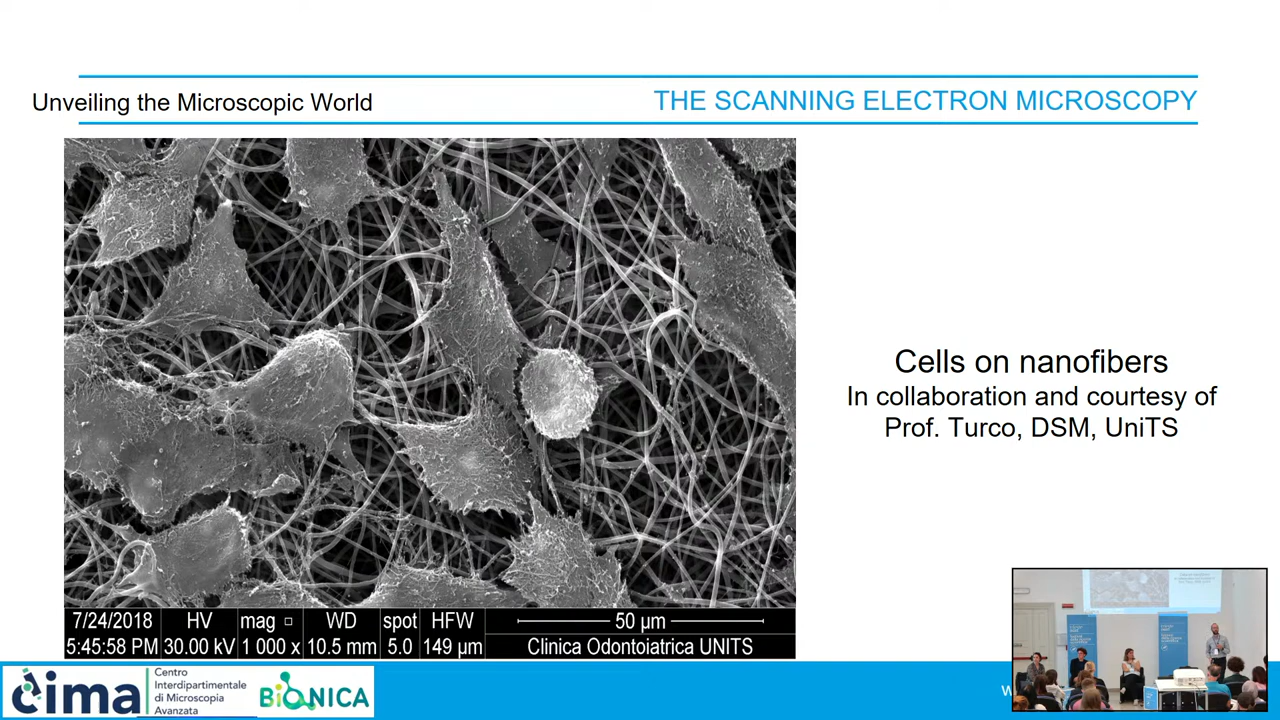 Unveiling the Microscopic World
THE SCANNING ELECTRON MICROSCOPY
Cells on nanofibers
In collaboration and courtesy of
Prof. Turco, DSM, UniTS
7/24/2018 HV mag □ WD spot HFW 50 µm
5:45:58 PM 30.00 kV 1 000 x 10.5 mm 5.0 149 µm Clinica Odontoiatrica UNITS
cima
Centro
Interdipartimentale
di Microscopia
Avanzata
BIONICA